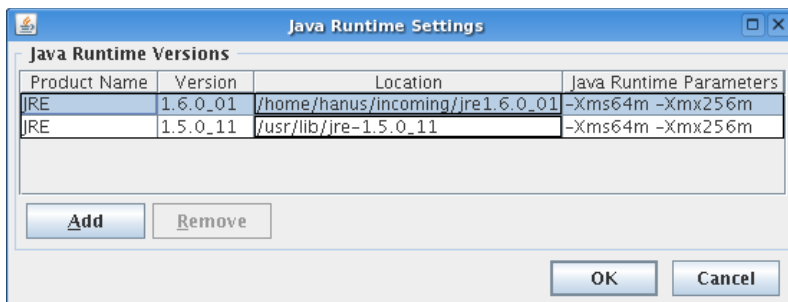 Java Runtime Settings
Java Runtime Versions
Product Name Version Location Java Runtime Parameters
JRE 1.6.0_01 /home/hanus/incoming/jre1.6.0_01 -Xms64m -Xmx256m
JRE 1.5.0_11 /usr/lib/jre-1.5.0_11 -Xms64m -Xmx256m
Add Remove
OK Cancel